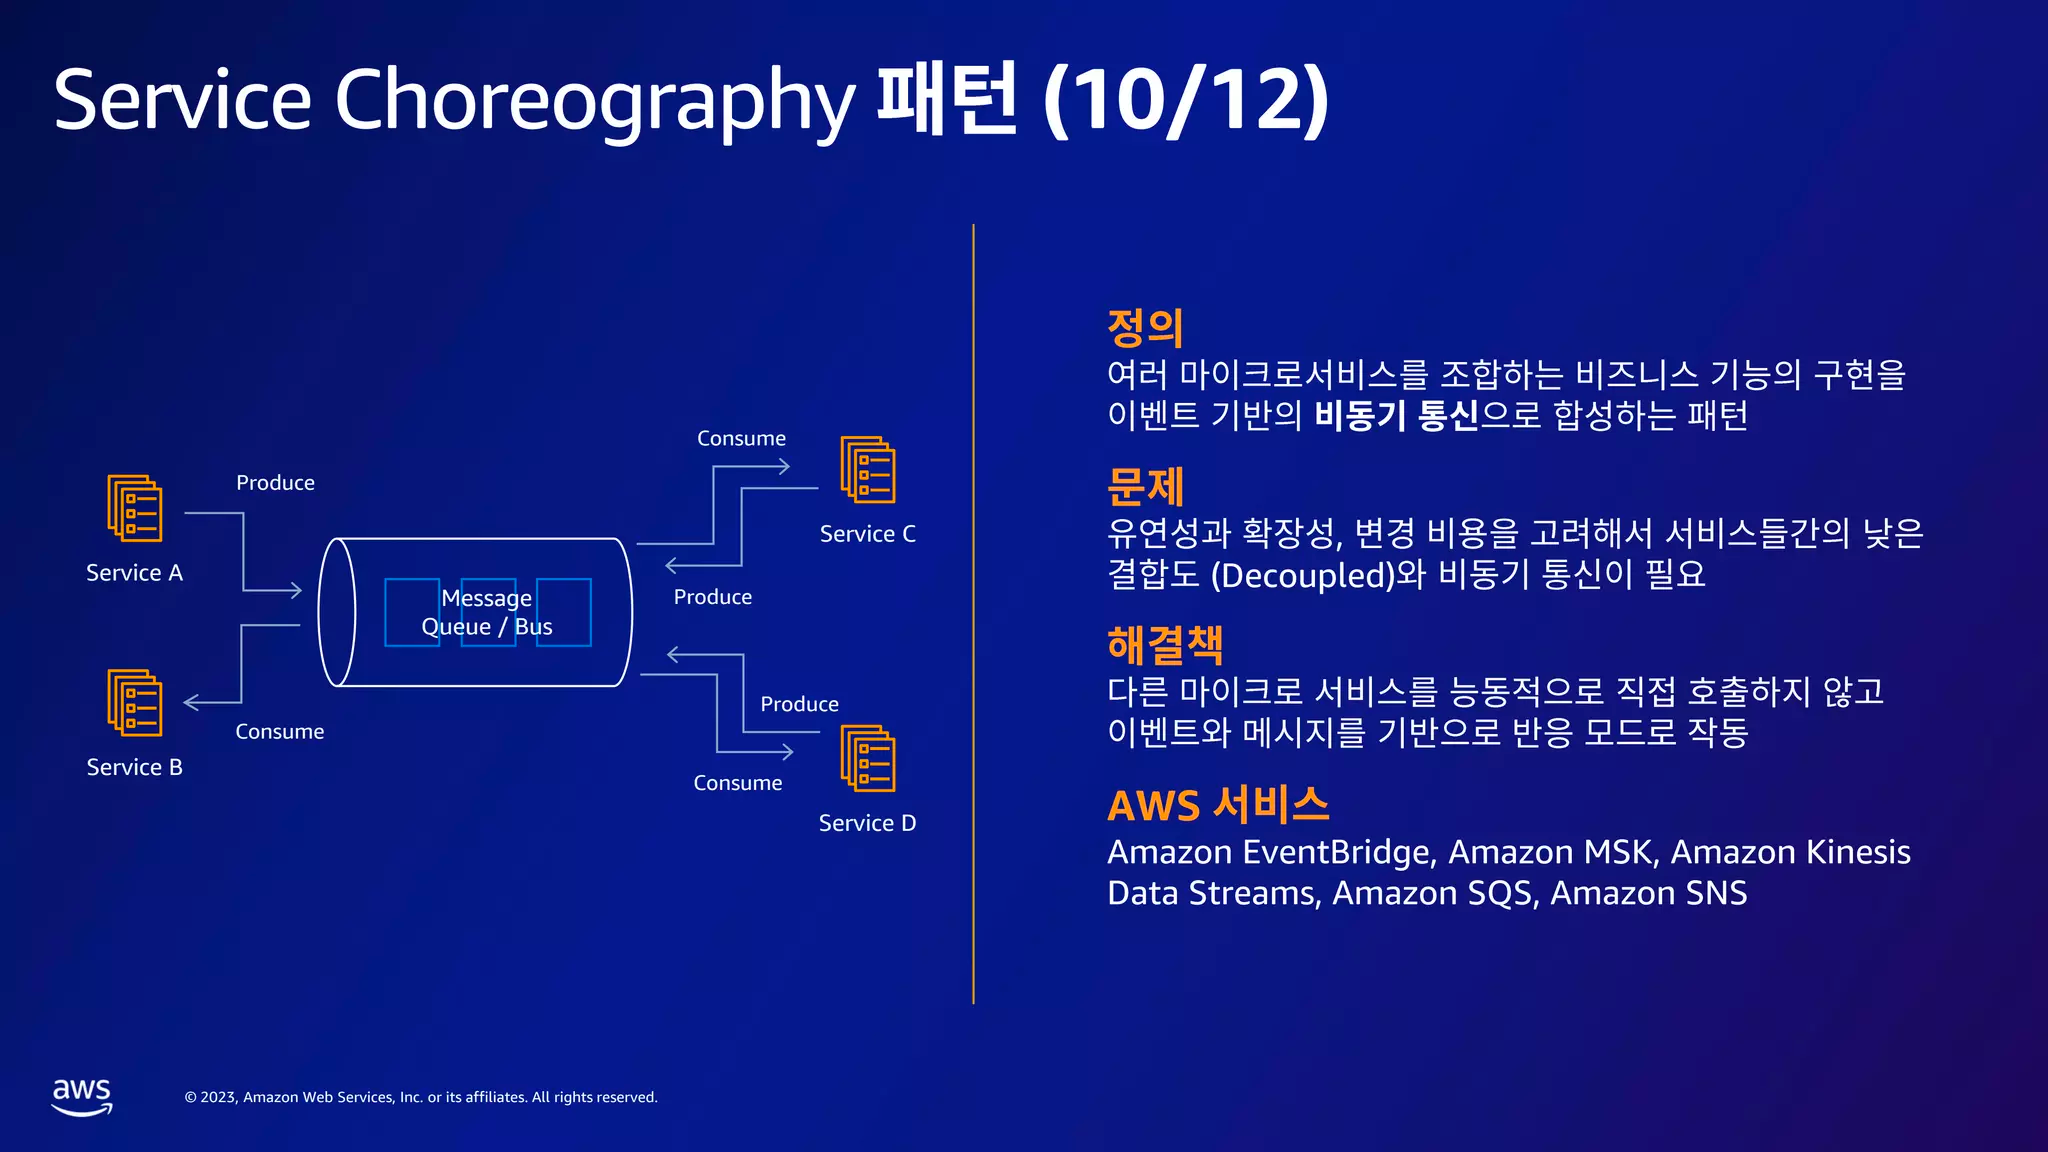 Service Choreography 패턴 (10/12)
Produce
Service A
Message
Queue / Bus
Service B
Consume
Consume
Service C
Produce
Produce
Service D
Consume
정의
여러 마이크로서비스를 조합하는 비즈니스 기능의 구현을
이벤트 기반의 비동기 통신으로 합성하는 패턴
문제
유연성과 확장성, 변경 비용을 고려해서 서비스들간의 낮은
결합도 (Decoupled)와 비동기 통신이 필요
해결책
다른 마이크로 서비스를 능동적으로 직접 호출하지 않고
이벤트와 메시지를 기반으로 반응 모드로 작동
AWS 서비스
Amazon EventBridge, Amazon MSK, Amazon Kinesis
Data Streams, Amazon SQS, Amazon SNS
aws
© 2023, Amazon Web Services, Inc. or its affiliates. All rights reserved.